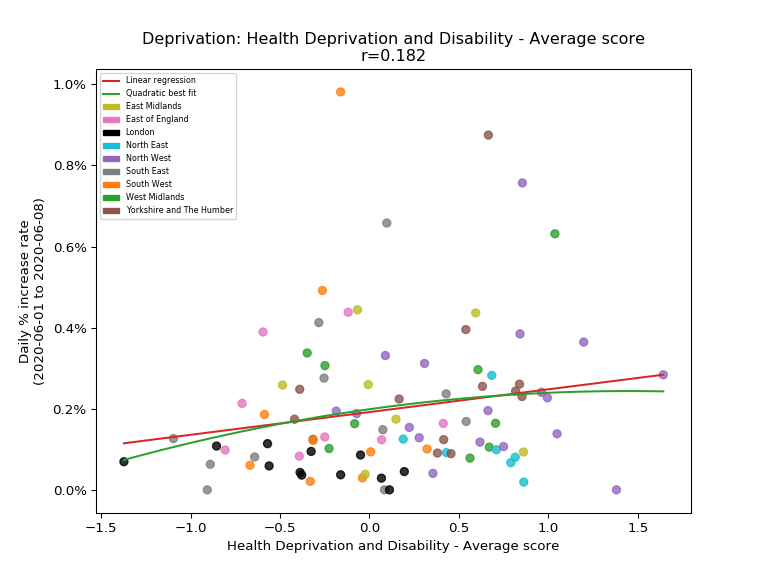 Deprivation: Health Deprivation and Disability - Average score
r=0.182
1.0%
0.8%
0.6%
0.4%
0.2%
0.0%
Daily % increase rate
(2020-06-01 to 2020-06-08)
Linear regression
Quadratic best fit
East Midlands
East of England
London
North East
North West
South East
South West
West Midlands
Yorkshire and The Humber
−1.5 −1.0 −0.5 0.0 0.5 1.0 1.5
Health Deprivation and Disability - Average score